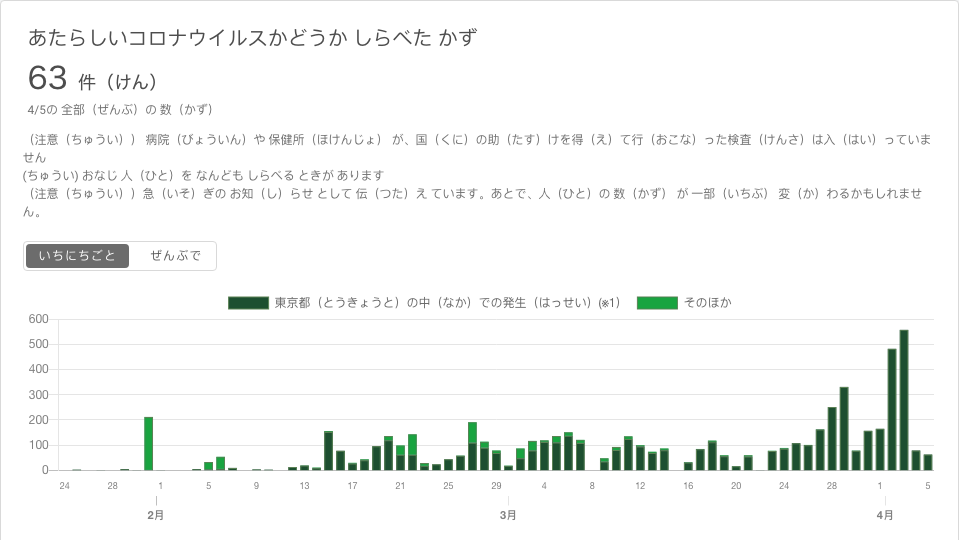 あたらしいコロナウイルスかどうか しらべた かず
63 件（けん）
4/5の 全部（ぜんぶ）の 数（かず）
（注意（ちゅうい）） 病院（びょういん）や 保健所（ほけんじょ） が、国（くに）の助（たす）けを得（え）て行（おこな）った検査（けんさ）は入（はい）っていま
せん
(ちゅうい) おなじ 人（ひと）を なんども しらべる ときが あります
（注意（ちゅうい））急（いそ）ぎの お知（し）らせ として 伝（つた）え ています。あとで、人（ひと）の 数（かず） が 一部（いちぶ） 変（か）わるかもしれませ
ん。
いちにちごと ぜんぶで
東京都（とうきょうと）の中（なか）での発生（はっせい）(※1） そのほか
600
500
400
300
200
100
0
24 28 1 5 9 13 17 21 25 29 4 8 12 16 20 24 28 1 5
2月 3月 4月